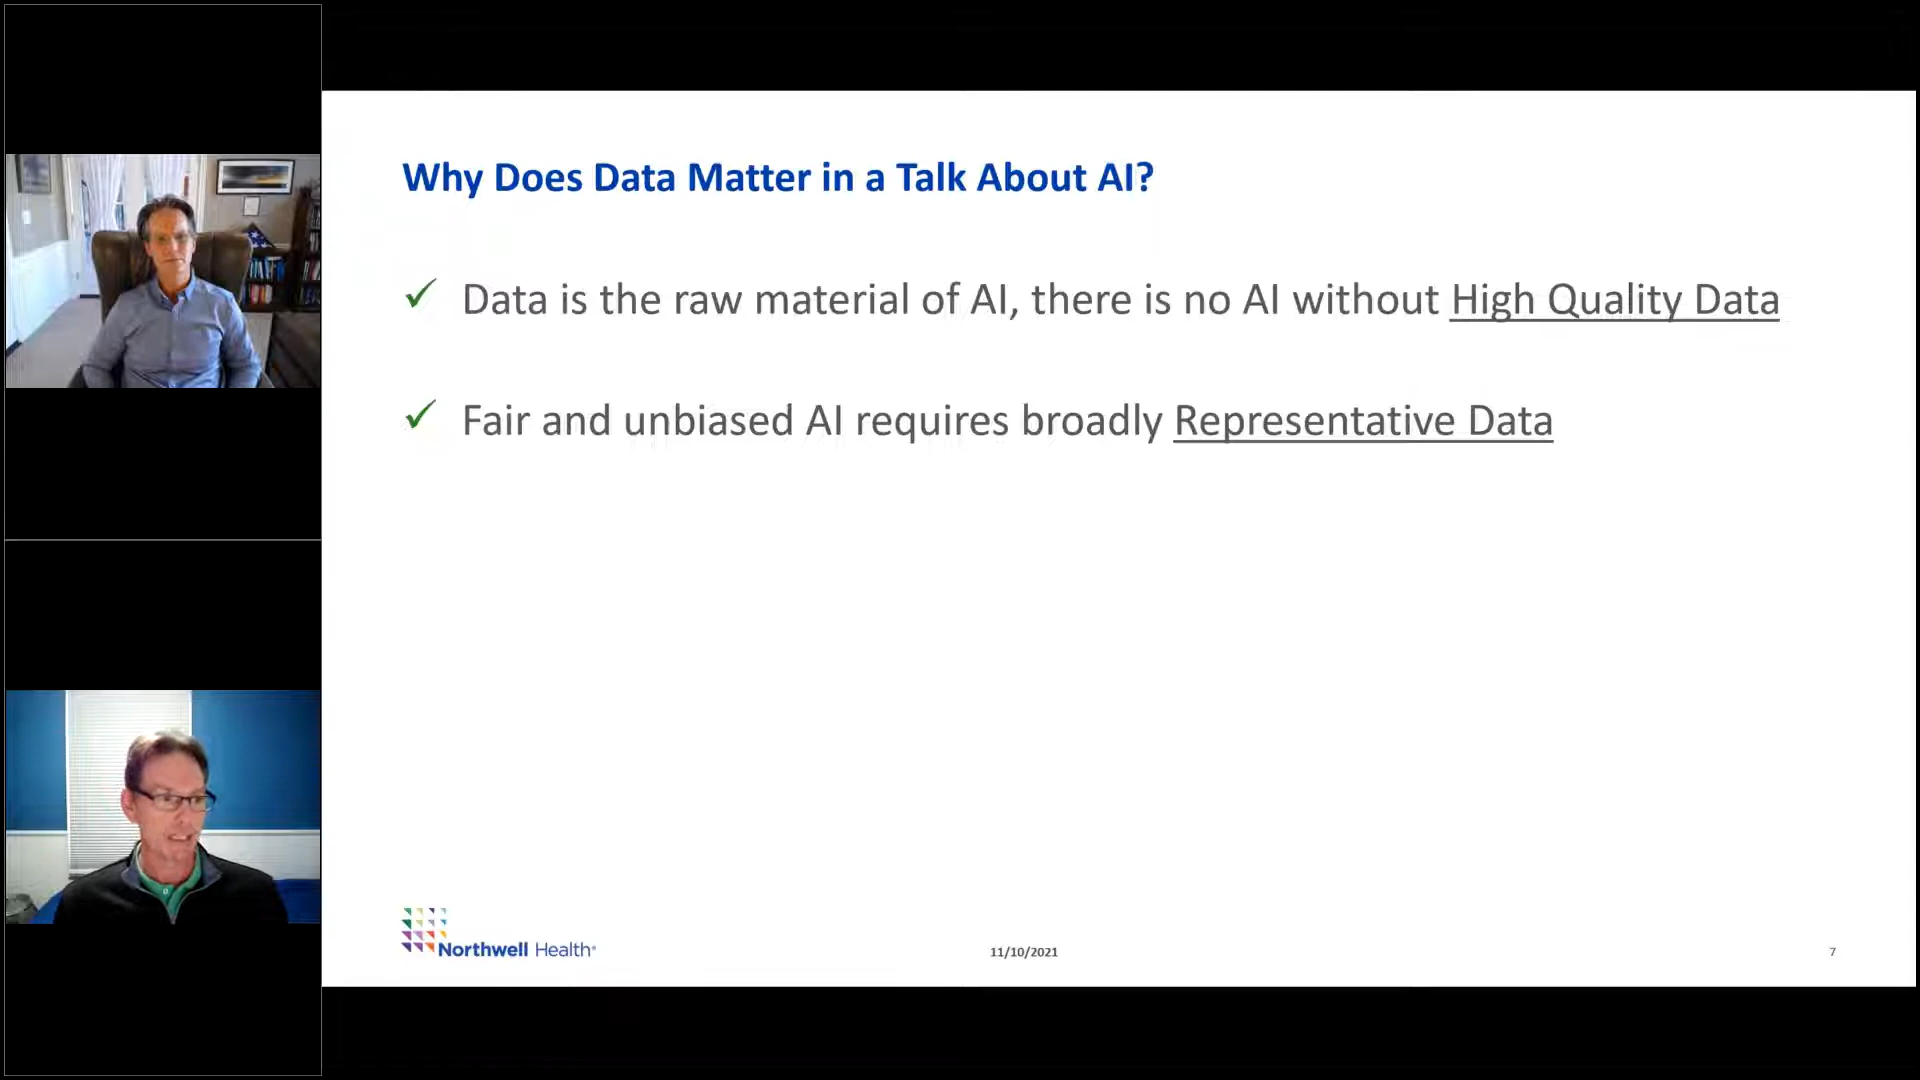 Why Does Data Matter in a Talk About AI?
✓ Data is the raw material of AI, there is no AI without High Quality Data
✓ Fair and unbiased AI requires broadly Representative Data
Northwell Health®
11/10/2021
7